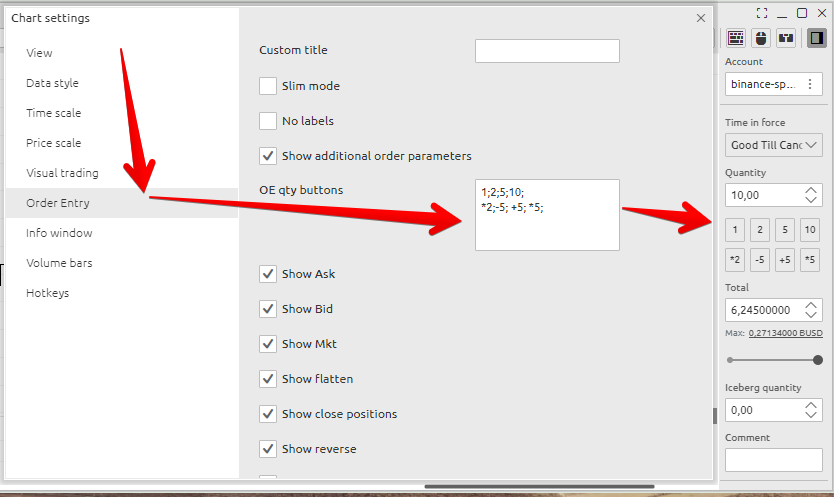 Chart settings
View
Data style
Time scale
Price scale
Visual trading
Order Entry
Info window
Volume bars
Hotkeys
Custom title
Slim mode
No labels
Show additional order parameters
OE qty buttons
1;2;5;10;
*2;-5; +5; *5;
Show Ask
Show Bid
Show Mkt
Show flatten
Show close positions
Show reverse
Account
binance-sp...
Time in force
Good Till Canc
Quantity
10,00
1 2 5 10
*2 -5 +5 *5
Total
6,24500000
Max: 0,27134000 BUSD
Iceberg quantity
0,00
Comment